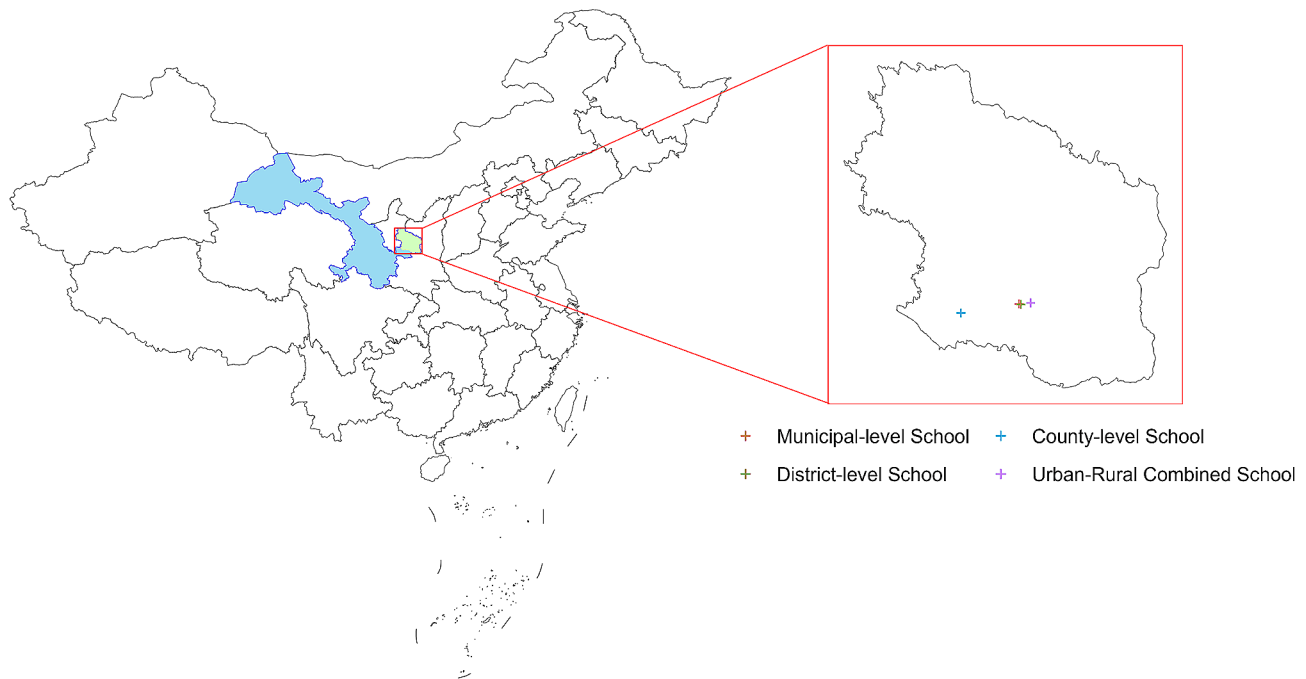 Municipal-level School
County-level School
District-level School
Urban-Rural Combined School